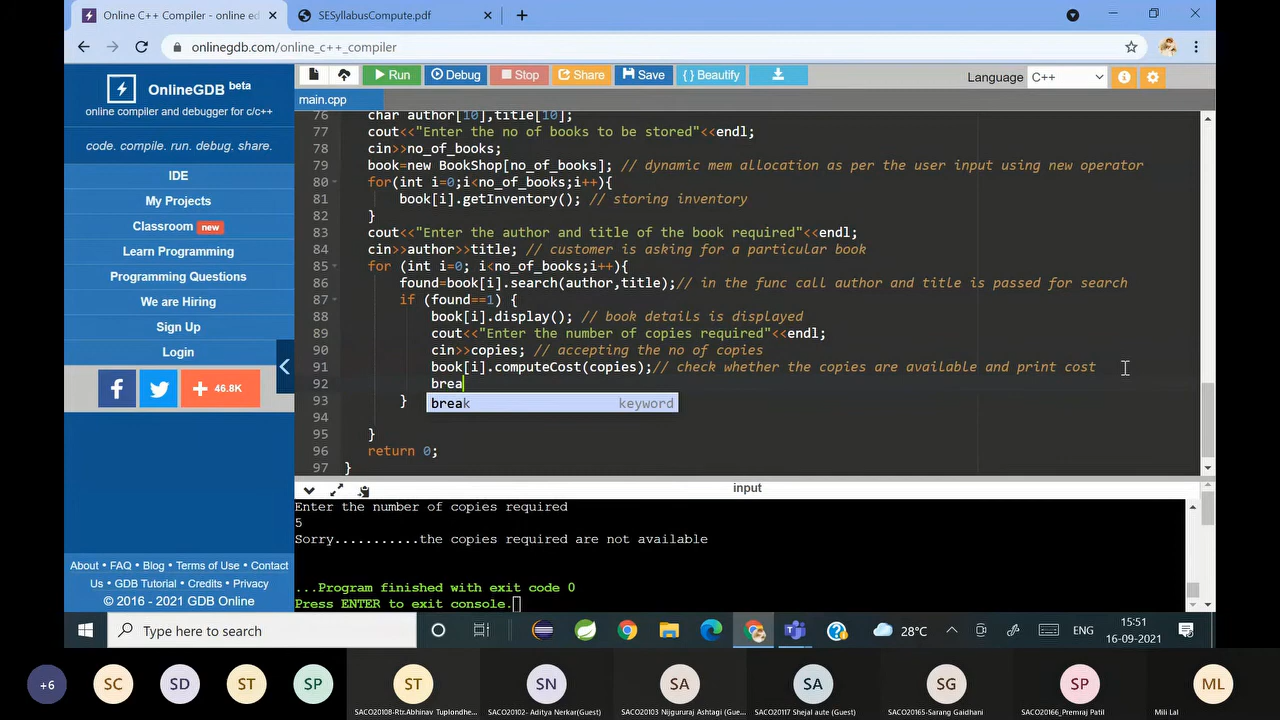 Online C++ Compiler - online ed
SESyllabusCompute.pdf
onlinegdb.com/online_c++_compiler
OnlineGDB beta
online compiler and debugger for c/c++
code. compile. run. debug. share.
IDE
My Projects
Classroom new
Learn Programming
Programming Questions
We are Hiring
Sign Up
Login
46.8K
About • FAQ • Blog • Terms of Use • Contact
Us • GDB Tutorial • Credits • Privacy
© 2016 - 2021 GDB Online
Run
Debug
Stop
Share
Save
{ } Beautify
Language C++
main.cpp
76 char author[10],title[10];
77 cout<<"Enter the no of books to be stored"<<endl;
78 cin>>no_of_books;
79 book=new BookShop[no_of_books]; // dynamic mem allocation as per the user input using new operator
80 for(int i=0;i<no_of_books;i++){
81 book[i].getInventory(); // storing inventory
82 }
83 cout<<"Enter the author and title of the book required"<<endl;
84 cin>>author>>title; // customer is asking for a particular book
85 for (int i=0; i<no_of_books;i++){
86 found=book[i].search(author,title);// in the func call author and title is passed for search
87 if (found==1) {
88 book[i].display(); // book details is displayed
89 cout<<"Enter the number of copies required"<<endl;
90 cin>>copies; // accepting the no of copies
91 book[i].computeCost(copies);// check whether the copies are available and print cost
92 brea
break keyword
93 }
94
95 }
96 return 0;
97 }
input
Enter the number of copies required
5
Sorry...........the copies required are not available
...Program finished with exit code 0
Press ENTER to exit console.
Type here to search
28°C
ENG
15:51
16-09-2021
+6
SC
SD
ST
SP
ST
SN
SA
SA
SG
SP
ML
SACO20108-Rtr.Abhinav Tuplondhe...
SACO20102- Aditya Nerkar(Guest)
SACO20103 Nijgururaj Ashtagi (Gue...
SACO20117 Shejal aute (Guest)
SACO20165-Sarang Gaidhani
SACO20166_Premraj Patil
Mili Lal